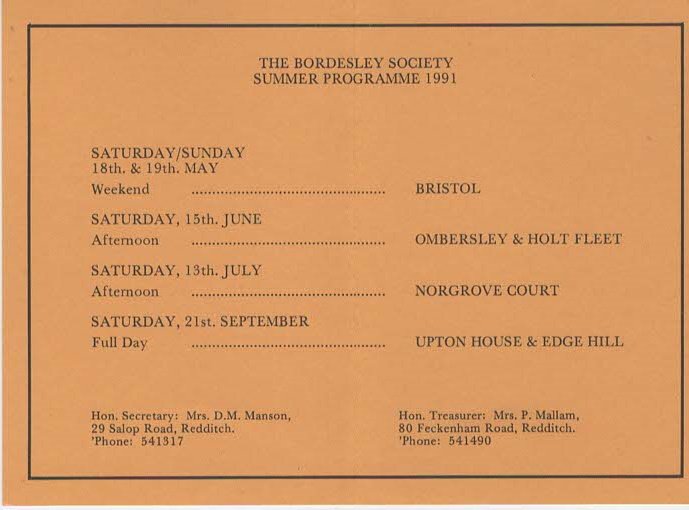 THE BORDESLEY SOCIETY
SUMMER PROGRAMME 1991
SATURDAY/SUNDAY
18th. & 19th. MAY
Weekend ............................................ BRISTOL
SATURDAY, 15th. JUNE
Afternoon ............................................ OMBERSLEY & HOLT FLEET
SATURDAY, 13th. JULY
Afternoon ............................................ NORGROVE COURT
SATURDAY, 21st. SEPTEMBER
Full Day ............................................ UPTON HOUSE & EDGE HILL
Hon. Secretary: Mrs. D.M. Manson,
29 Salop Road, Redditch.
'Phone: 541317
Hon. Treasurer: Mrs. P. Mallam,
80 Feckenham Road, Redditch.
'Phone: 541490